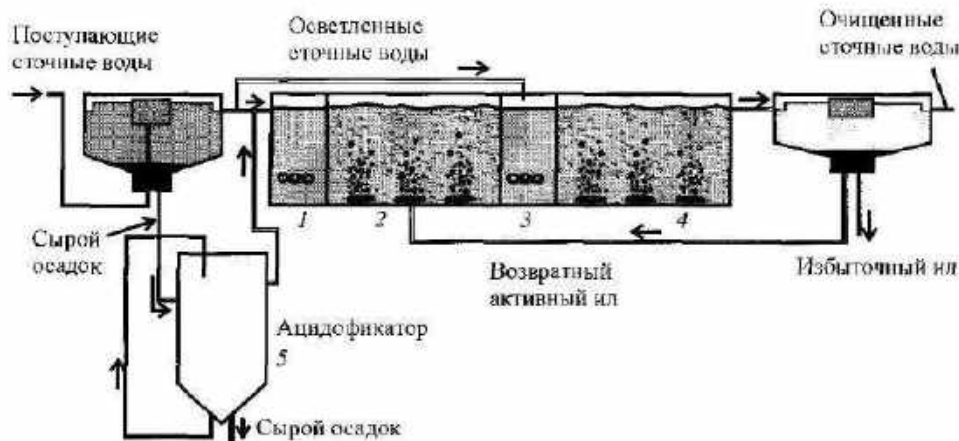 Поступающие
сточные воды
Осветленные
сточные воды
Очищенные
сточные воды
1
2
3
4
Сырой
осадок
Возвратный
активный ил
Избыточный ил
Ацидофикатор
5
Сырой осадок